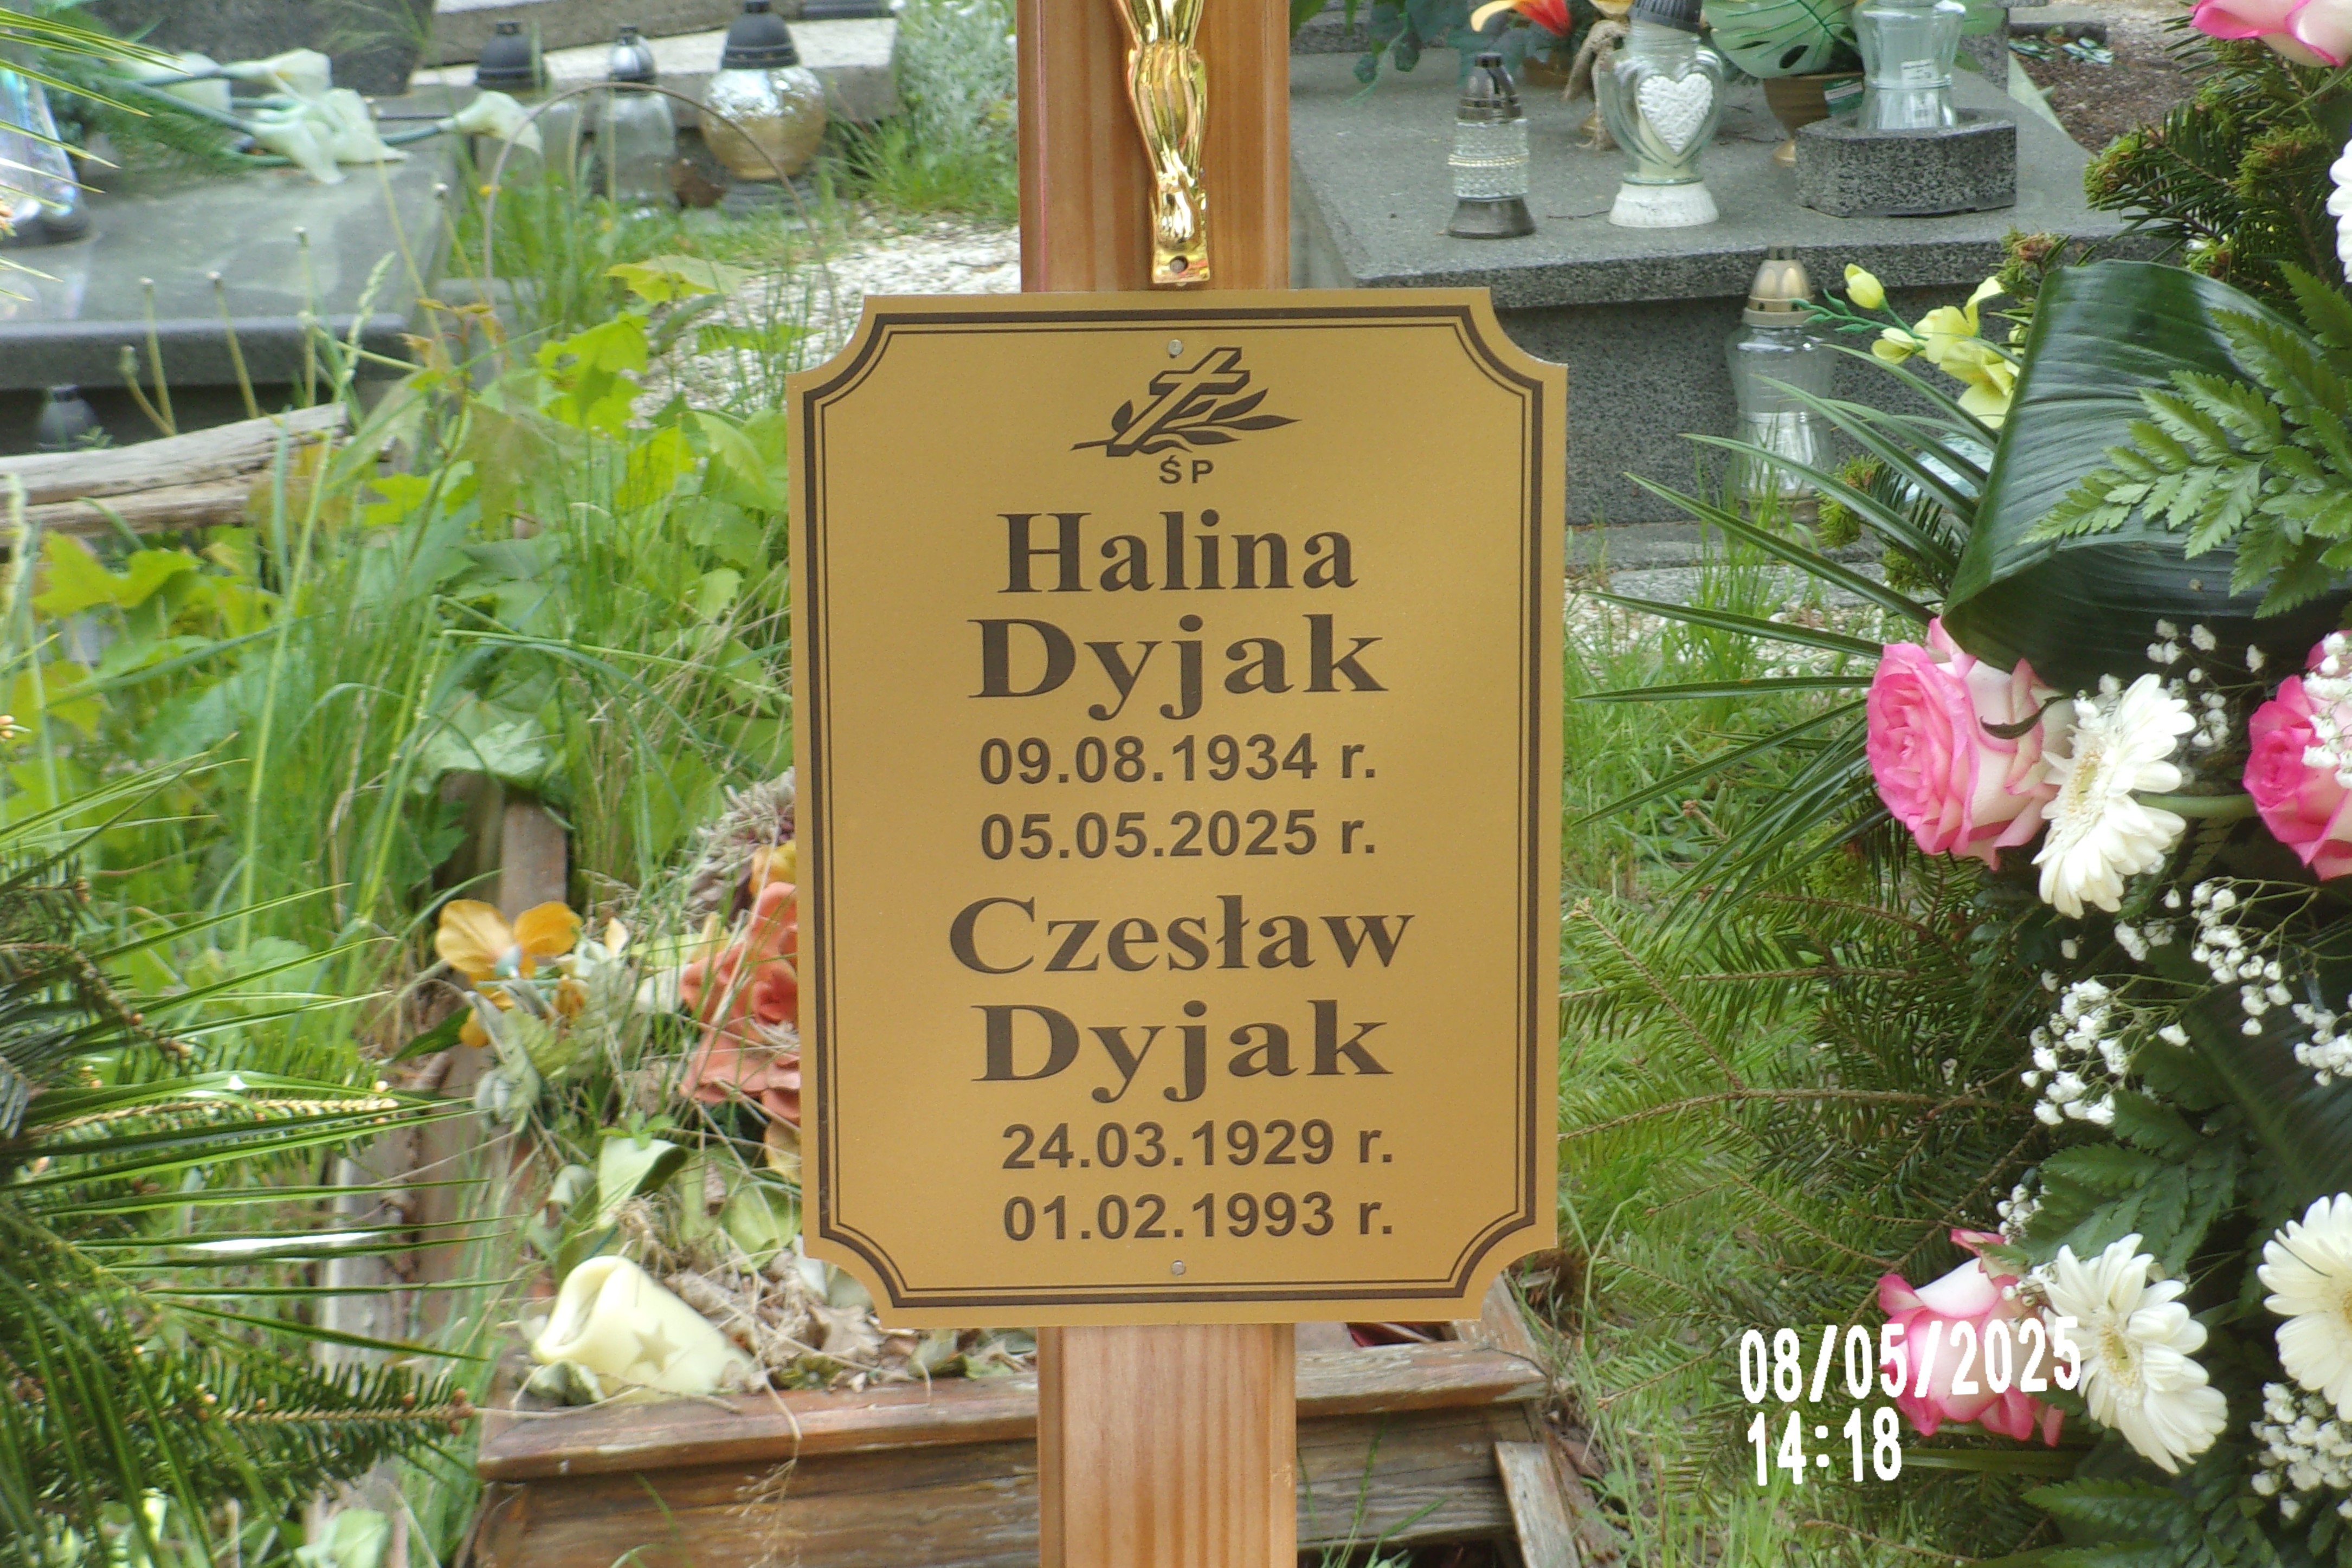 ŚP
Halina
Dyjak
09.08.1934 r.
05.05.2025 r.
Czesław
Dyjak
24.03.1929 r.
01.02.1993 r.
08/05/2025
14:18